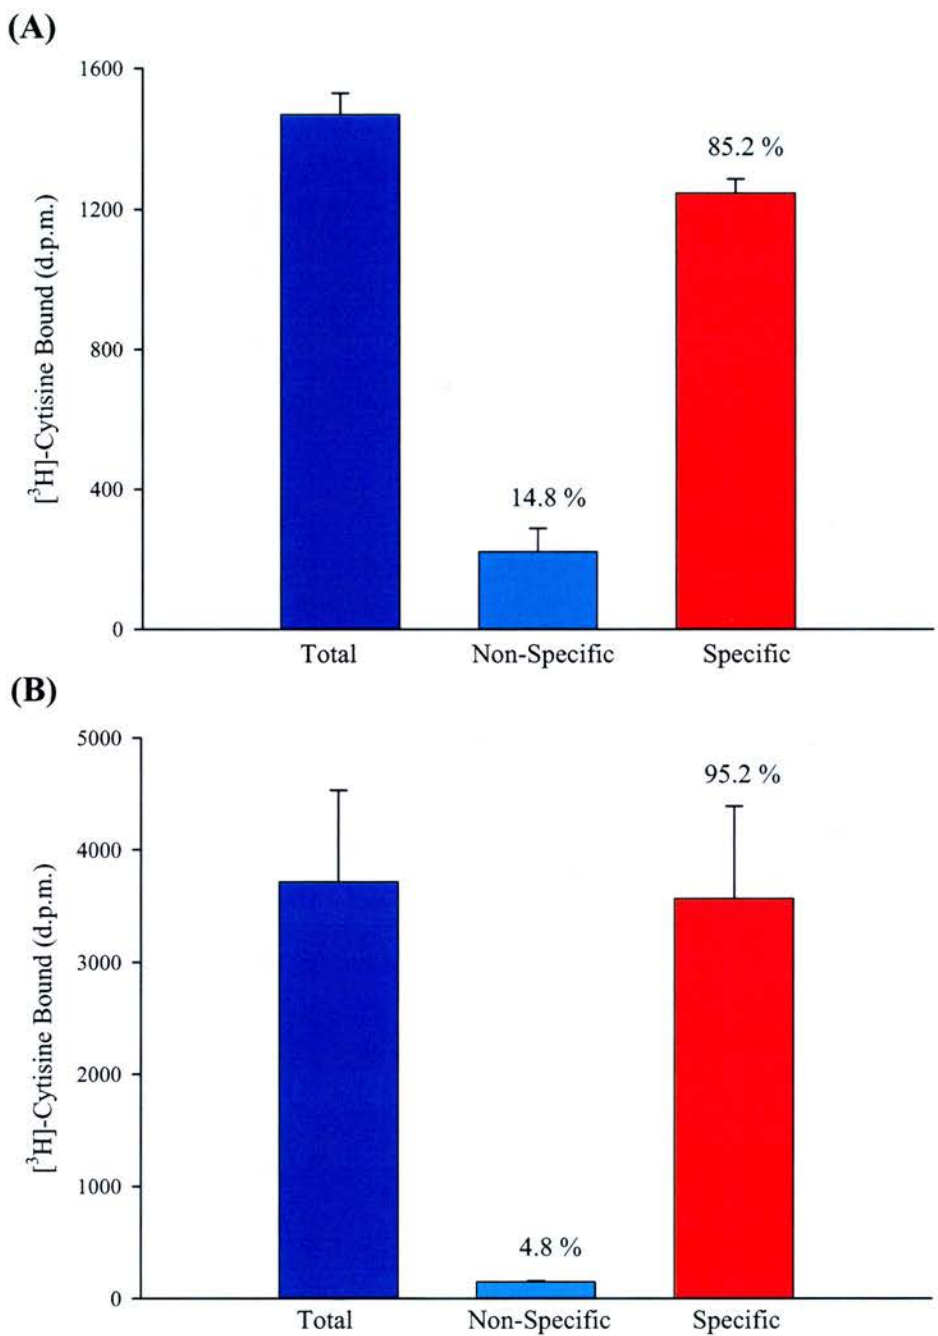 (A)
1600
1200
800
400
0
[³H]-Cytisine Bound (d.p.m.)
85.2 %
14.8 %
Total Non-Specific Specific
(B)
5000
4000
3000
2000
1000
0
[³H]-Cytisine Bound (d.p.m.)
95.2 %
4.8 %
Total Non-Specific Specific